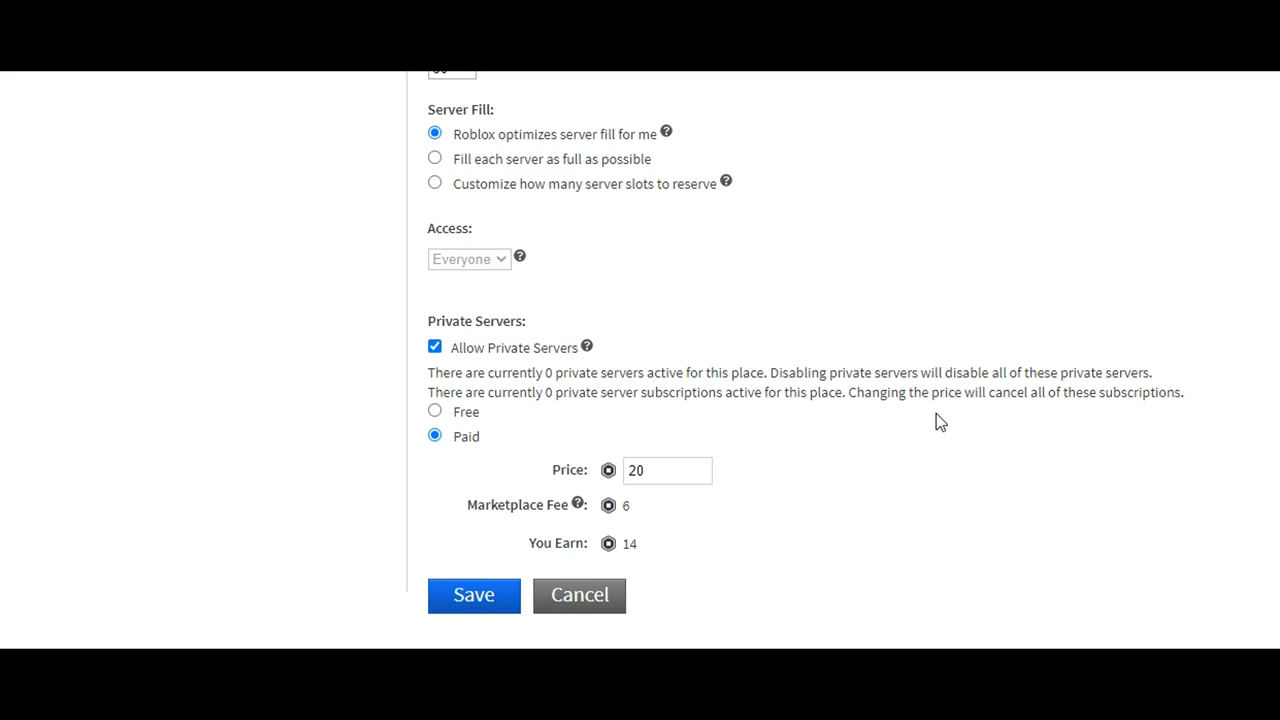 Server Fill:
Roblox optimizes server fill for me
Fill each server as full as possible
Customize how many server slots to reserve
Access:
Everyone
Private Servers:
Allow Private Servers
There are currently 0 private servers active for this place. Disabling private servers will disable all of these private servers.
There are currently 0 private server subscriptions active for this place. Changing the price will cancel all of these subscriptions.
Free
Paid
Price: 20
Marketplace Fee : 6
You Earn: 14
Save Cancel